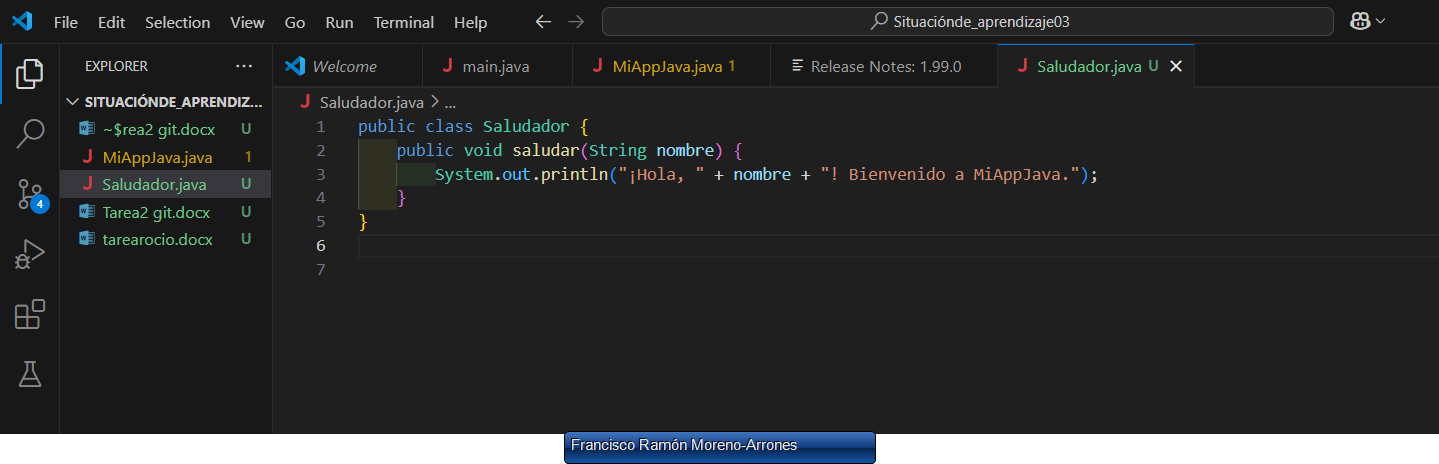 File Edit Selection View Go Run Terminal Help Situaciónde_aprendizaje03
EXPLORER ... Welcome main.java MiAppJava.java 1 Release Notes: 1.99.0 Saludador.java U
SITUACIÓNDE_APRENDIZ...
~$rea2 git.docx U
MiAppJava.java 1
Saludador.java U
Tarea2 git.docx U
tarearocio.docx U
4
Saludador.java > ...
1 public class Saludador {
2 public void saludar(String nombre) {
3 System.out.println("¡Hola, " + nombre + "! Bienvenido a MiAppJava.");
4 }
5 }
6
7
Francisco Ramón Moreno-Arrones